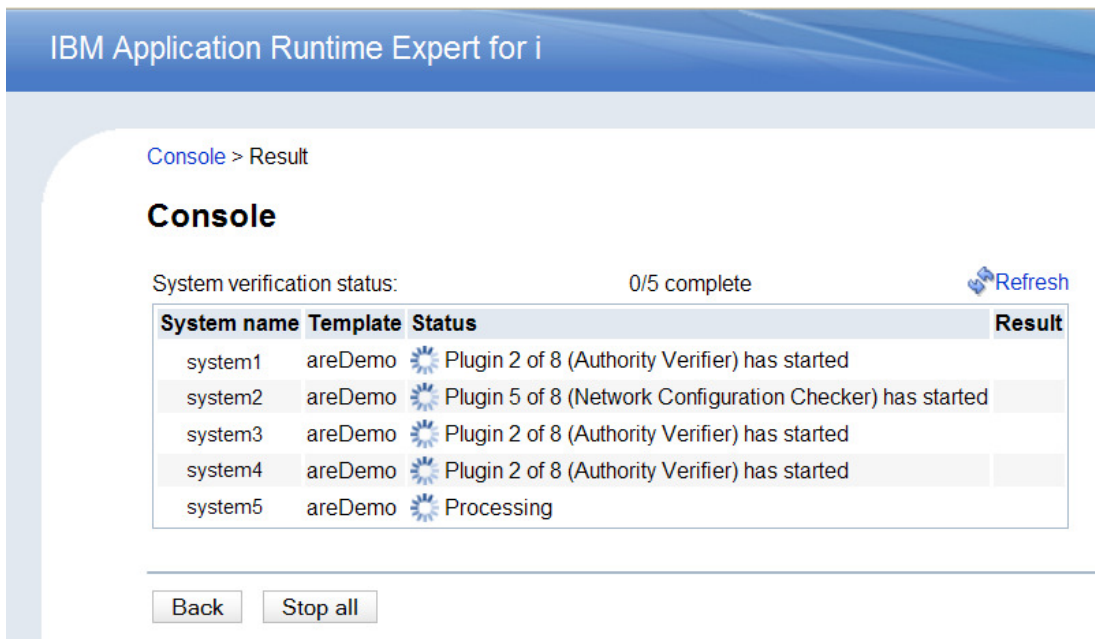 IBM Application Runtime Expert for i
Console > Result
Console
System verification status: 0/5 complete Refresh
System name Template Status Result
system1 areDemo Plugin 2 of 8 (Authority Verifier) has started
system2 areDemo Plugin 5 of 8 (Network Configuration Checker) has started
system3 areDemo Plugin 2 of 8 (Authority Verifier) has started
system4 areDemo Plugin 2 of 8 (Authority Verifier) has started
system5 areDemo Processing
Back Stop all